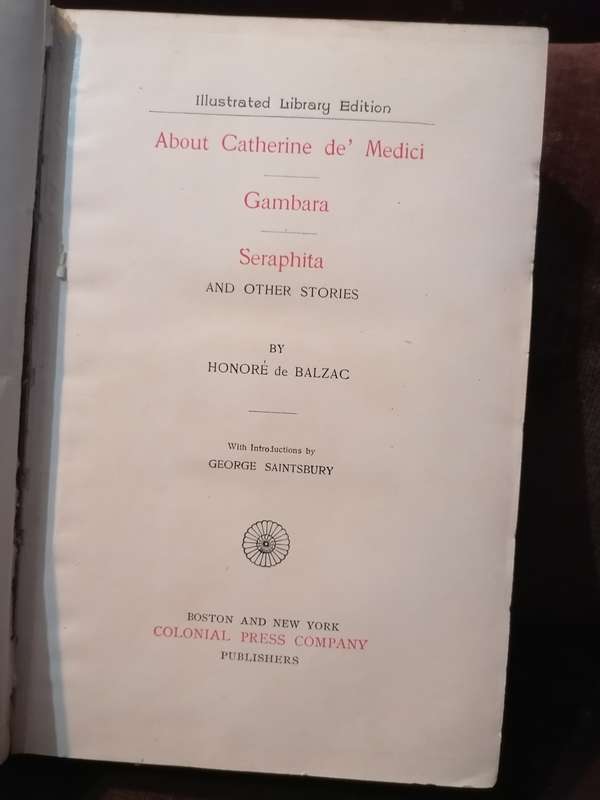 Illustrated Library Edition
About Catherine de' Medici
Gambara
Seraphita
AND OTHER STORIES
BY
HONORÉ de BALZAC
With Introductions by
GEORGE SAINTSBURY
BOSTON AND NEW YORK
COLONIAL PRESS COMPANY
PUBLISHERS